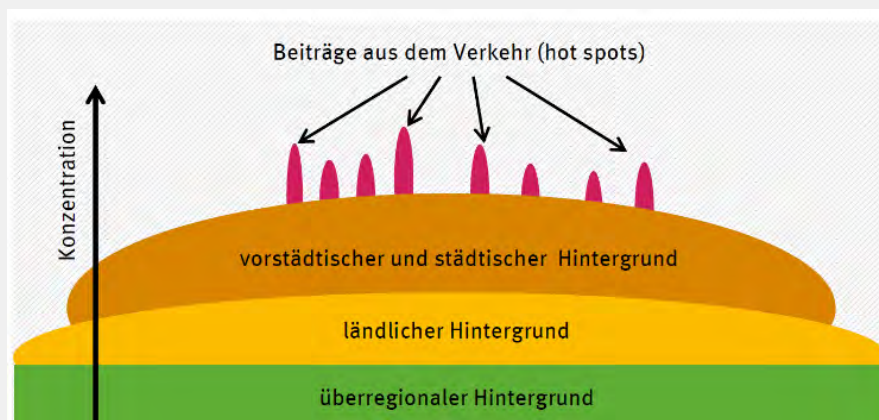 Beiträge aus dem Verkehr (hot spots)
Konzentration
vorstädtischer und städtischer Hintergrund
ländlicher Hintergrund
überregionaler Hintergrund